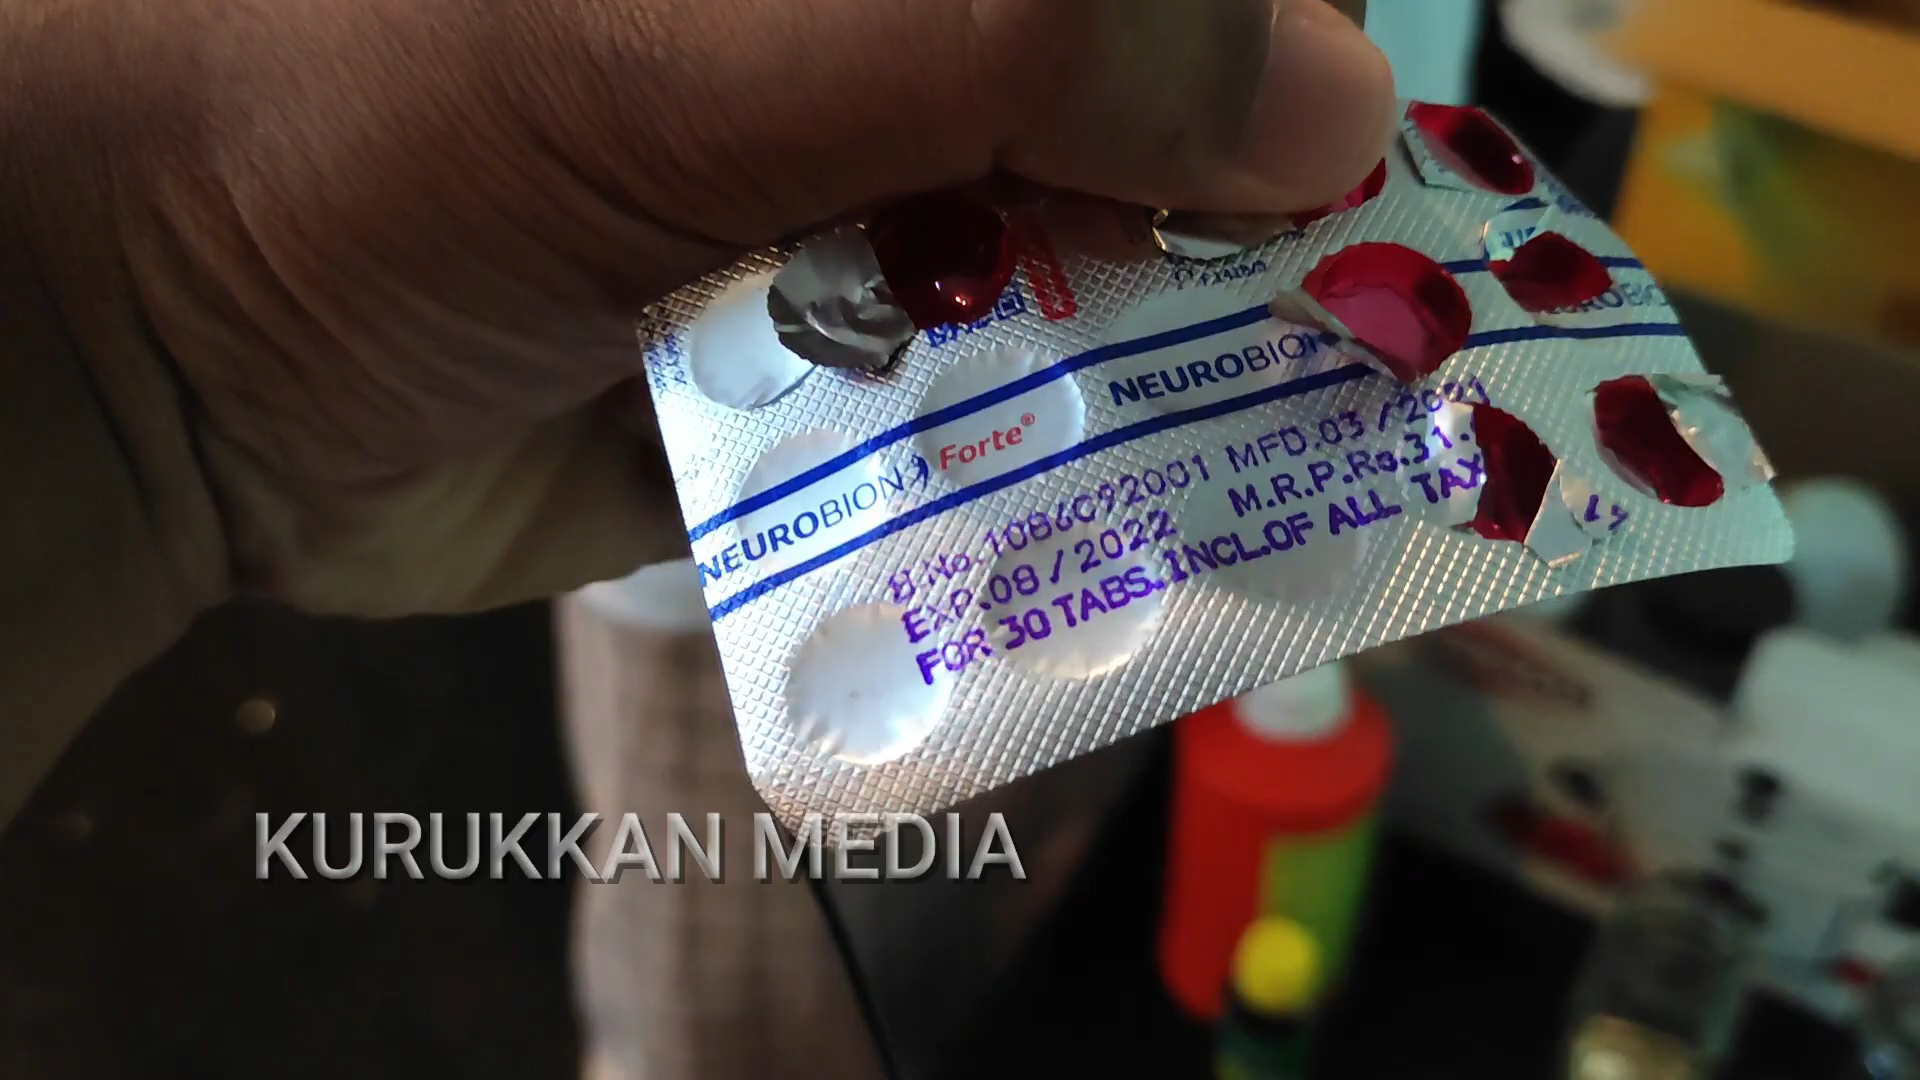 NEUROBION Forte®
NEUROBION
B.No.1086C92001 MFD.03/2021
EXP.08/2022 M.R.P.Rs.31.
FOR 30 TABS.INCL.OF ALL TAX
KURUKKAN MEDIA